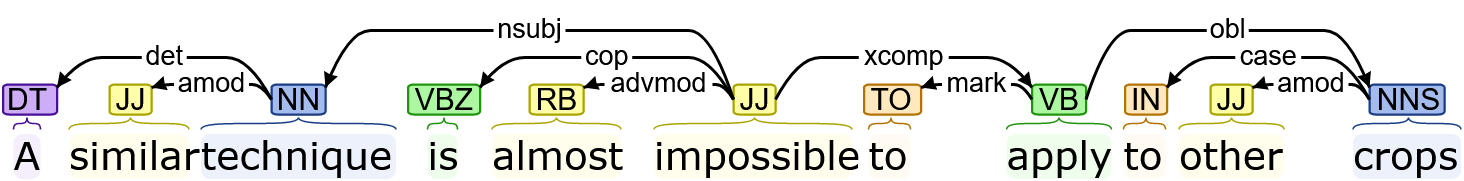 nsubj obl
det cop xcomp case
amod advmod mark amod
DT JJ NN VBZ RB JJ TO VB IN JJ NNS
A similar technique is almost impossible to apply to other crops